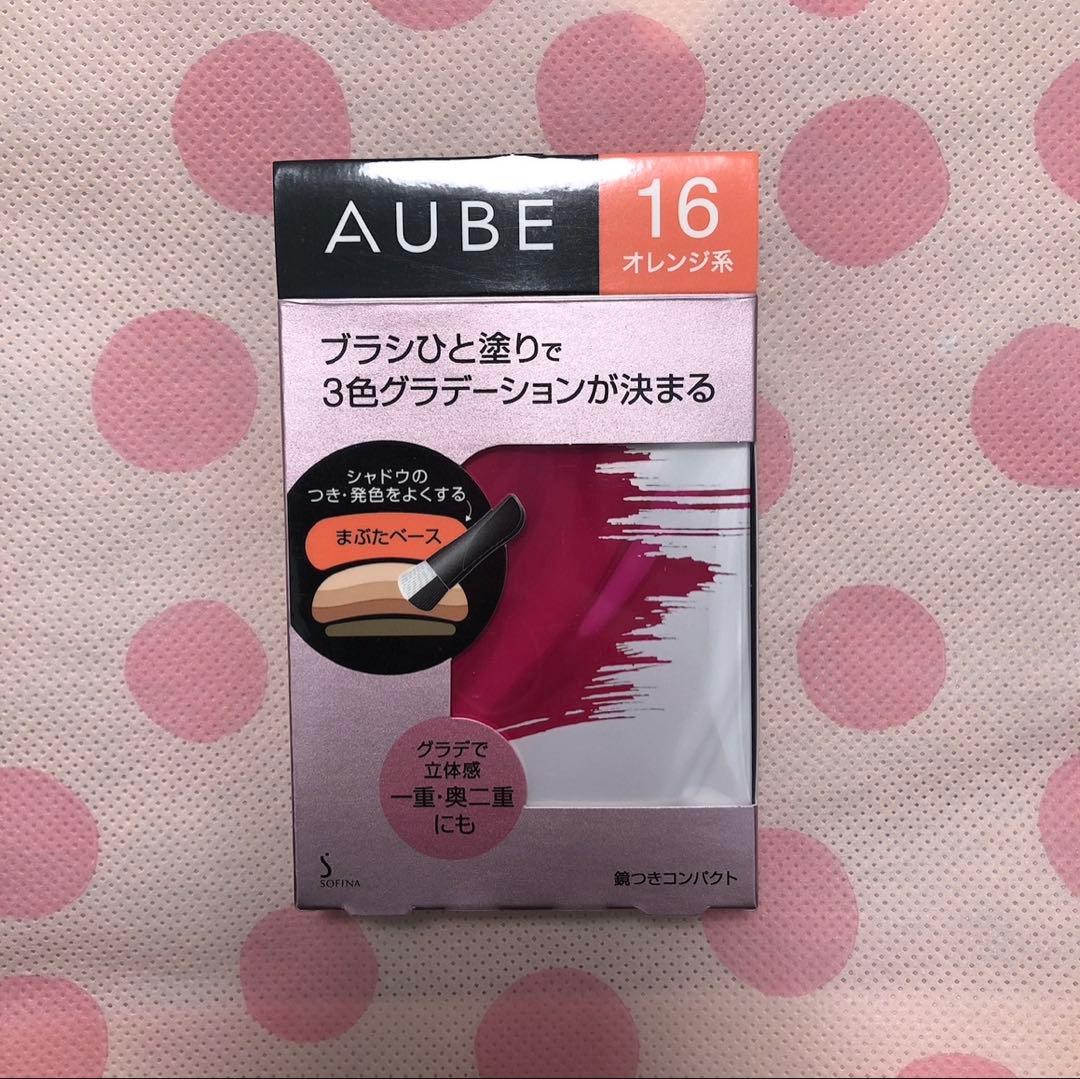 AUBE
16
オレンジ系
ブラシひと塗りで
3色グラデーションが決まる
シャドウの
つき・発色をよくする
まぶたベース
グラデで
立体感
一重・奥二重
にも
SOFINA
鏡つきコンパクト